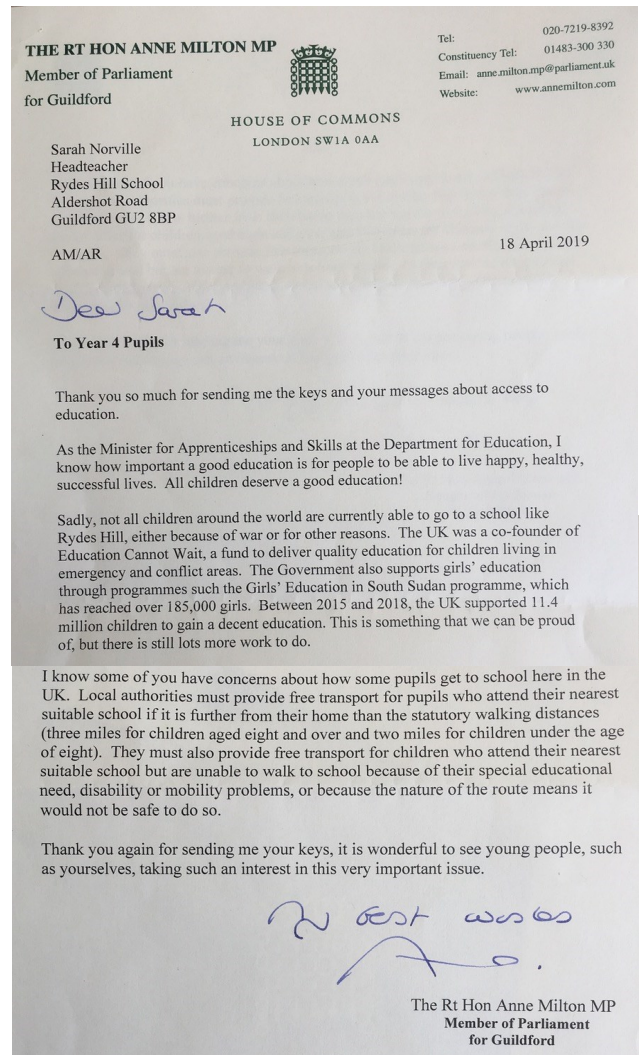 THE RT HON ANNE MILTON MP
Member of Parliament
for Guildford
HOUSE OF COMMONS
LONDON SW1A 0AA
Tel: 020-7219-8392
Constituency Tel: 01483-300 330
Email: anne.milton.mp@parliament.uk
Website: www.annemilton.com
Sarah Norville
Headteacher
Rydes Hill School
Aldershot Road
Guildford GU2 8BP
18 April 2019
AM/AR
Dear Sarah
To Year 4 Pupils
Thank you so much for sending me the keys and your messages about access to
education.
As the Minister for Apprenticeships and Skills at the Department for Education, I
know how important a good education is for people to be able to live happy, healthy,
successful lives. All children deserve a good education!
Sadly, not all children around the world are currently able to go to a school like
Rydes Hill, either because of war or for other reasons. The UK was a co-founder of
Education Cannot Wait, a fund to deliver quality education for children living in
emergency and conflict areas. The Government also supports girls' education
through programmes such the Girls' Education in South Sudan programme, which
has reached over 185,000 girls. Between 2015 and 2018, the UK supported 11.4
million children to gain a decent education. This is something that we can be proud
of, but there is still lots more work to do.
I know some of you have concerns about how some pupils get to school here in the
UK. Local authorities must provide free transport for pupils who attend their nearest
suitable school if it is further from their home than the statutory walking distances
(three miles for children aged eight and over and two miles for children under the age
of eight). They must also provide free transport for children who attend their nearest
suitable school but are unable to walk to school because of their special educational
need, disability or mobility problems, or because the nature of the route means it
would not be safe to do so.
Thank you again for sending me your keys, it is wonderful to see young people, such
as yourselves, taking such an interest in this very important issue.
best wishes
The Rt Hon Anne Milton MP
Member of Parliament
for Guildford